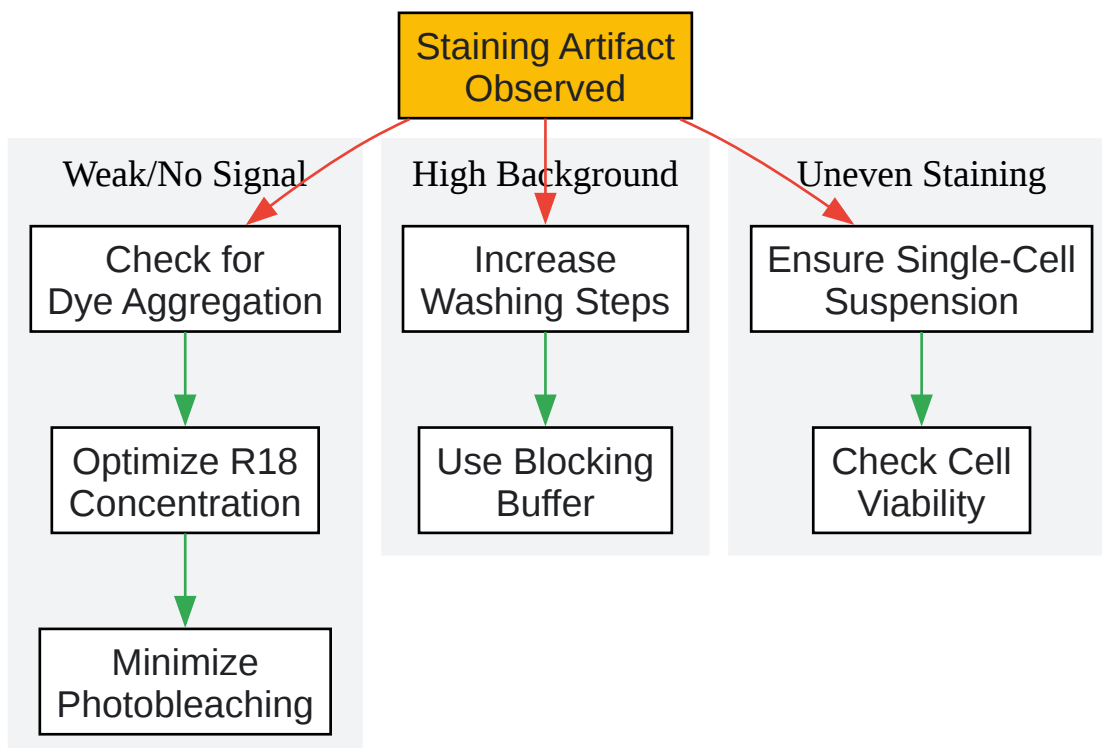 Staining Artifact
Observed
Weak/No Signal
Check for
Dye Aggregation
Optimize R18
Concentration
Minimize
Photobleaching
High Background
Increase
Washing Steps
Use Blocking
Buffer
Uneven Staining
Ensure Single-Cell
Suspension
Check Cell
Viability